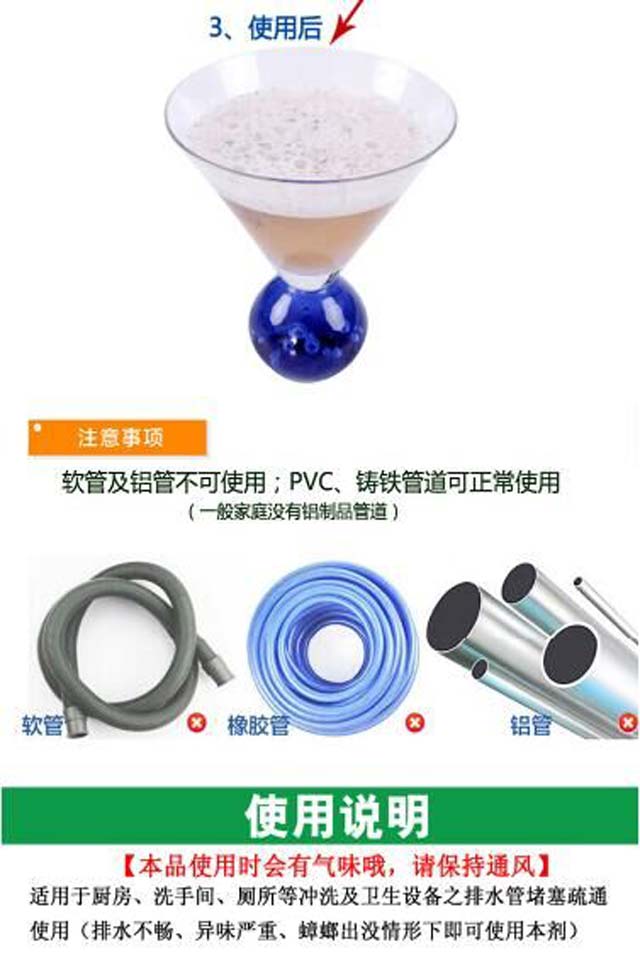 3、使用后
注意事项
软管及铝管不可使用；PVC、铸铁管道可正常使用
（一般家庭没有铝制品管道）
软管
橡胶管
铝管
使用说明
【本品使用时会有气味哦，请保持通风】
适用于厨房、洗手间、厕所等冲洗及卫生设备之排水管堵塞疏通
使用（排水不畅、异味严重、蟑螂出没情形下即可使用本剂）